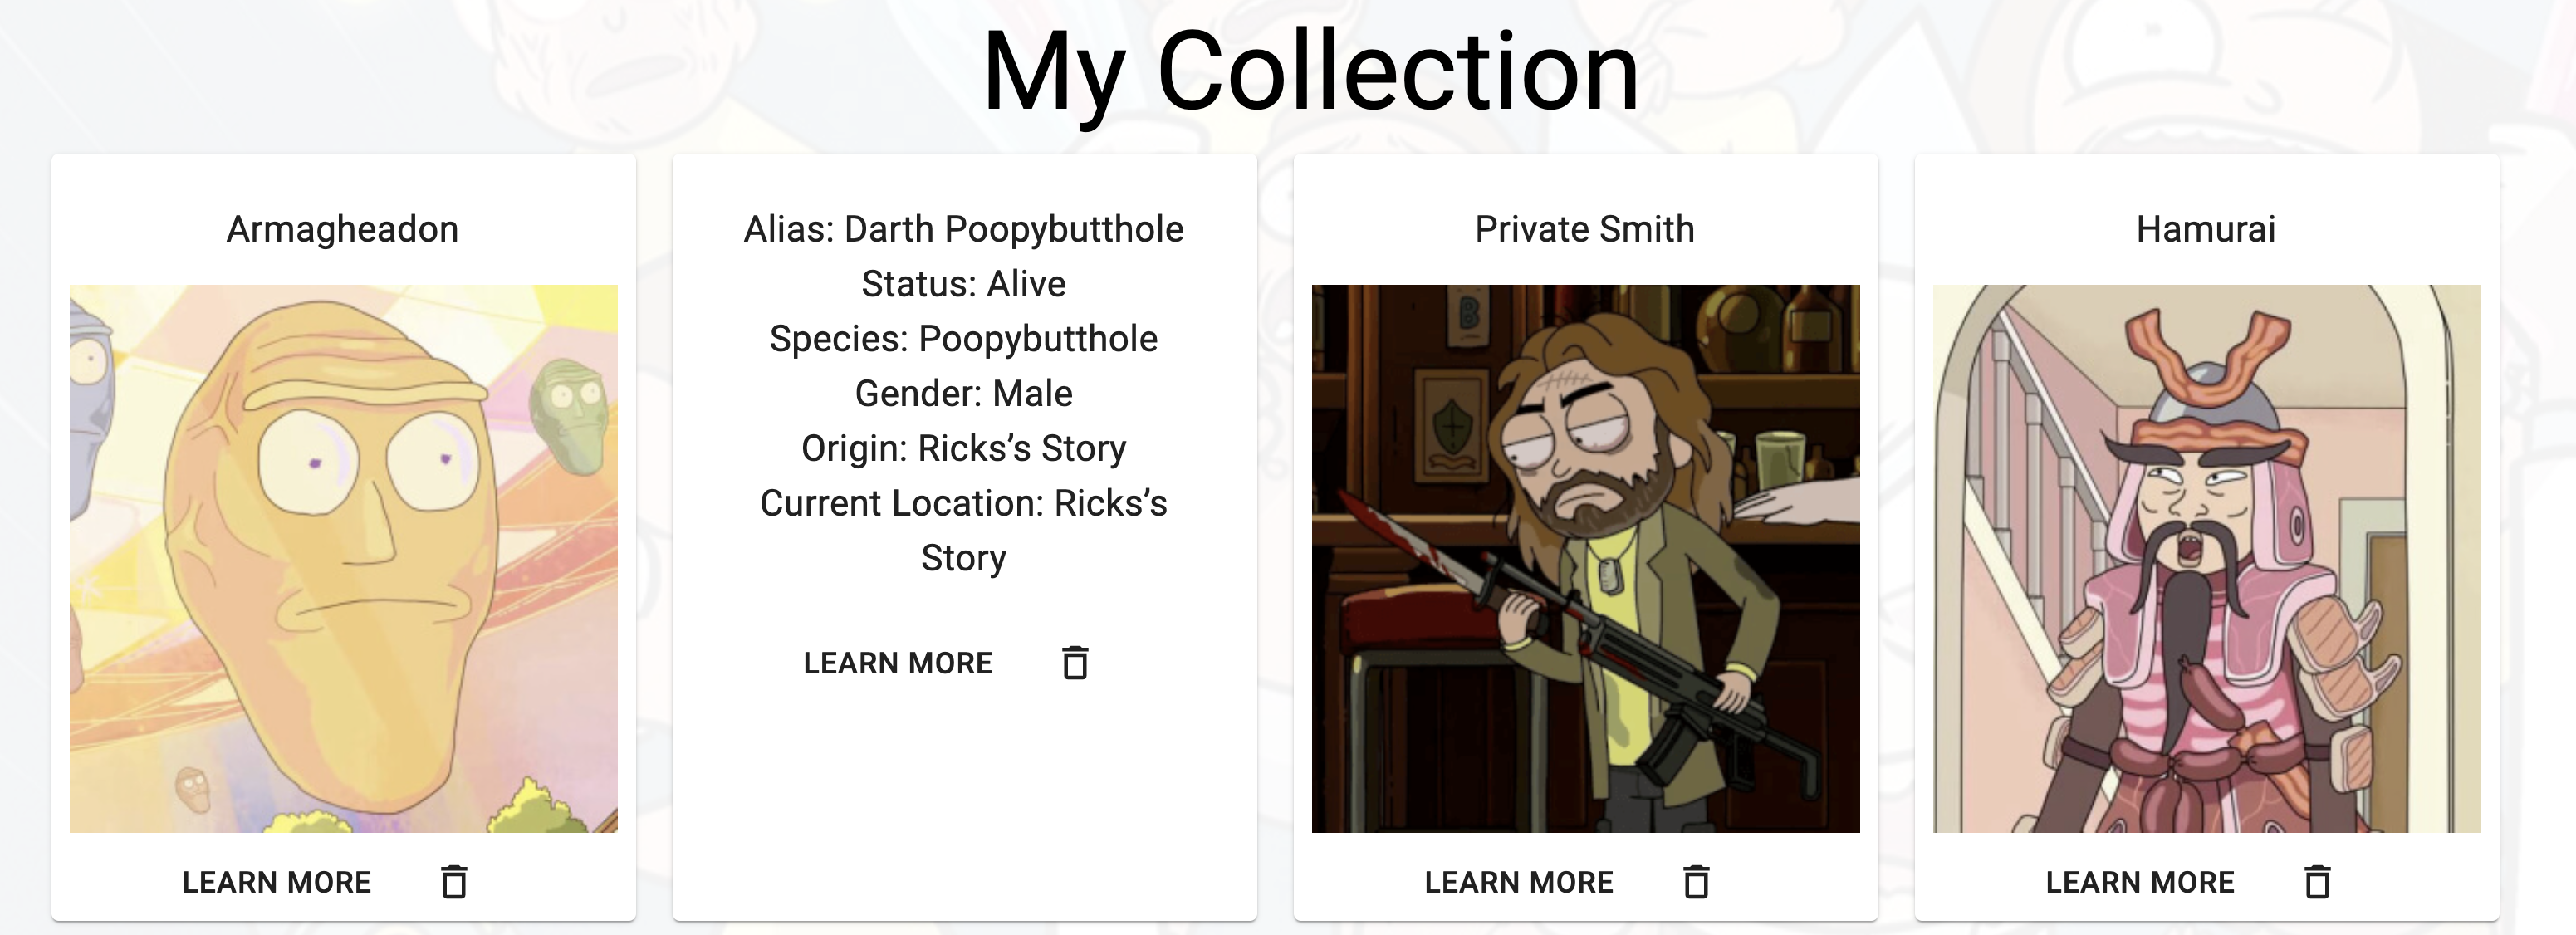 My Collection
Armagheadon
Alias: Darth Poopybutthole
Status: Alive
Species: Poopybutthole
Gender: Male
Origin: Ricks’s Story
Current Location: Ricks’s
Story
LEARN MORE
Private Smith
B
Hamurai
LEARN MORE
LEARN MORE
LEARN MORE